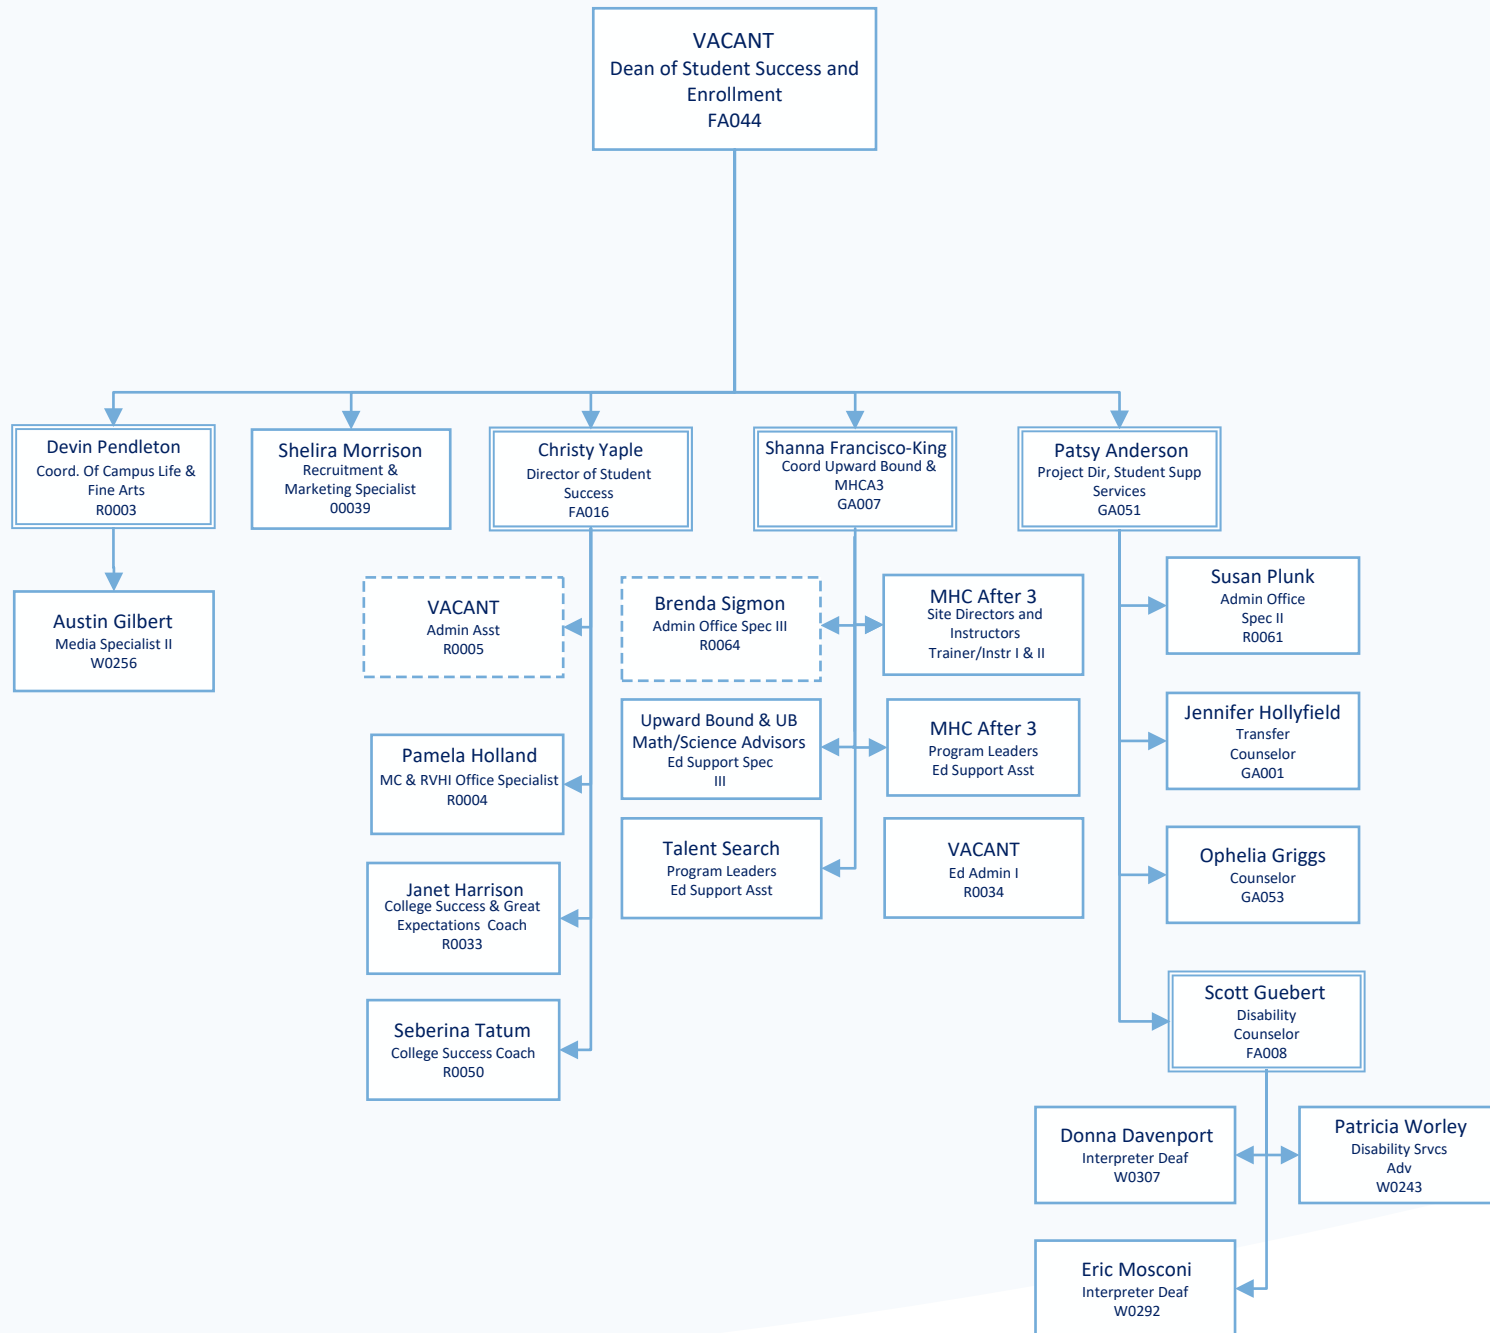 VACANT
Dean of Student Success and
Enrollment
FA044
Devin Pendleton
Coord. Of Campus Life &
Fine Arts
R0003
Shelira Morrison
Recruitment &
Marketing Specialist
00039
Christy Yaple
Director of Student
Success
FA016
Shanna Francisco-King
Coord Upward Bound &
MHCA3
GA007
Patsy Anderson
Project Dir, Student Supp
Services
GA051
Austin Gilbert
Media Specialist II
W0256
VACANT
Admin Asst
R0005
Pamela Holland
MC & RVHI Office Specialist
R0004
Janet Harrison
College Success & Great
Expectations Coach
R0033
Seberina Tatum
College Success Coach
R0050
Brenda Sigmon
Admin Office Spec III
R0064
MHC After 3
Site Directors and
Instructors
Trainer/Instr I & II
Upward Bound & UB
Math/Science Advisors
Ed Support Spec
III
MHC After 3
Program Leaders
Ed Support Asst
Talent Search
Program Leaders
Ed Support Asst
VACANT
Ed Admin I
R0034
Susan Plunk
Admin Office
Spec II
R0061
Jennifer Hollyfield
Transfer
Counselor
GA001
Ophelia Griggs
Counselor
GA053
Scott Guebert
Disability
Counselor
FA008
Donna Davenport
Interpreter Deaf
W0307
Patricia Worley
Disability Srvcs
Adv
W0243
Eric Mosconi
Interpreter Deaf
W0292